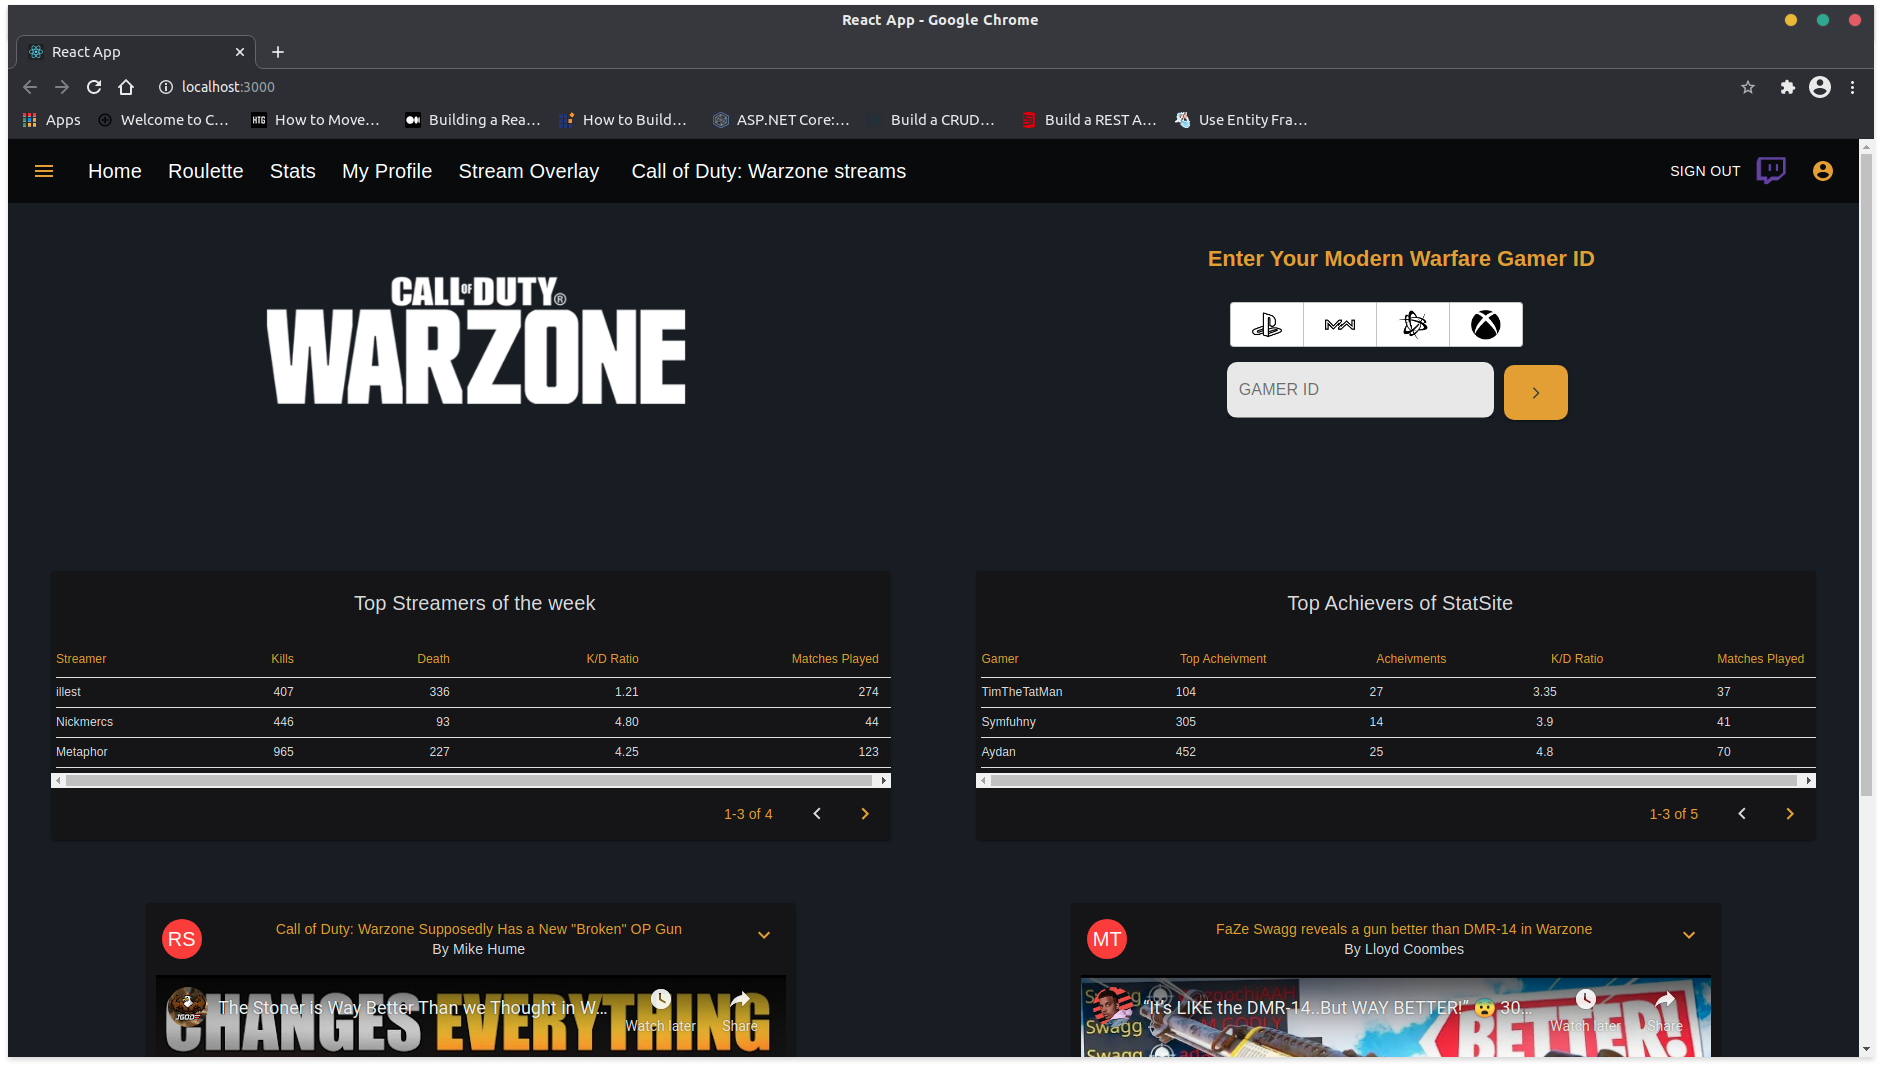 React App - Google Chrome
React App
localhost:3000
Apps Welcome to C... HTG How to Move... Building a Rea... How to Build... ASP.NET Core:... Build a CRUD... Build a REST A... Use Entity Fra...
Home Roulette Stats My Profile Stream Overlay Call of Duty: Warzone streams SIGN OUT
Enter Your Modern Warfare Gamer ID
CALL OF DUTY®
WARZONE
GAMER ID
Top Streamers of the week
Streamer Kills Death K/D Ratio Matches Played
illest 407 336 1.21 274
Nickmercs 446 93 4.80 44
Metaphor 965 227 4.25 123
1-3 of 4
Top Achievers of StatSite
Gamer Top Acheivment Acheivments K/D Ratio Matches Played
TimTheTatMan 104 27 3.35 37
Symfuhny 305 14 3.9 41
Aydan 452 25 4.8 70
1-3 of 5
RS
Call of Duty: Warzone Supposedly Has a New "Broken" OP Gun
By Mike Hume
JGOD
The Stoner is Way Better Than we Thought in W...
Watch later Share
CHANGES EVERYTHING
MT
FaZe Swagg reveals a gun better than DMR-14 in Warzone
By Lloyd Coombes
“It’s LIKE the DMR-14..But WAY BETTER!” 😨 30...
Watch later Share
Swagg
Swagg
BETTER!